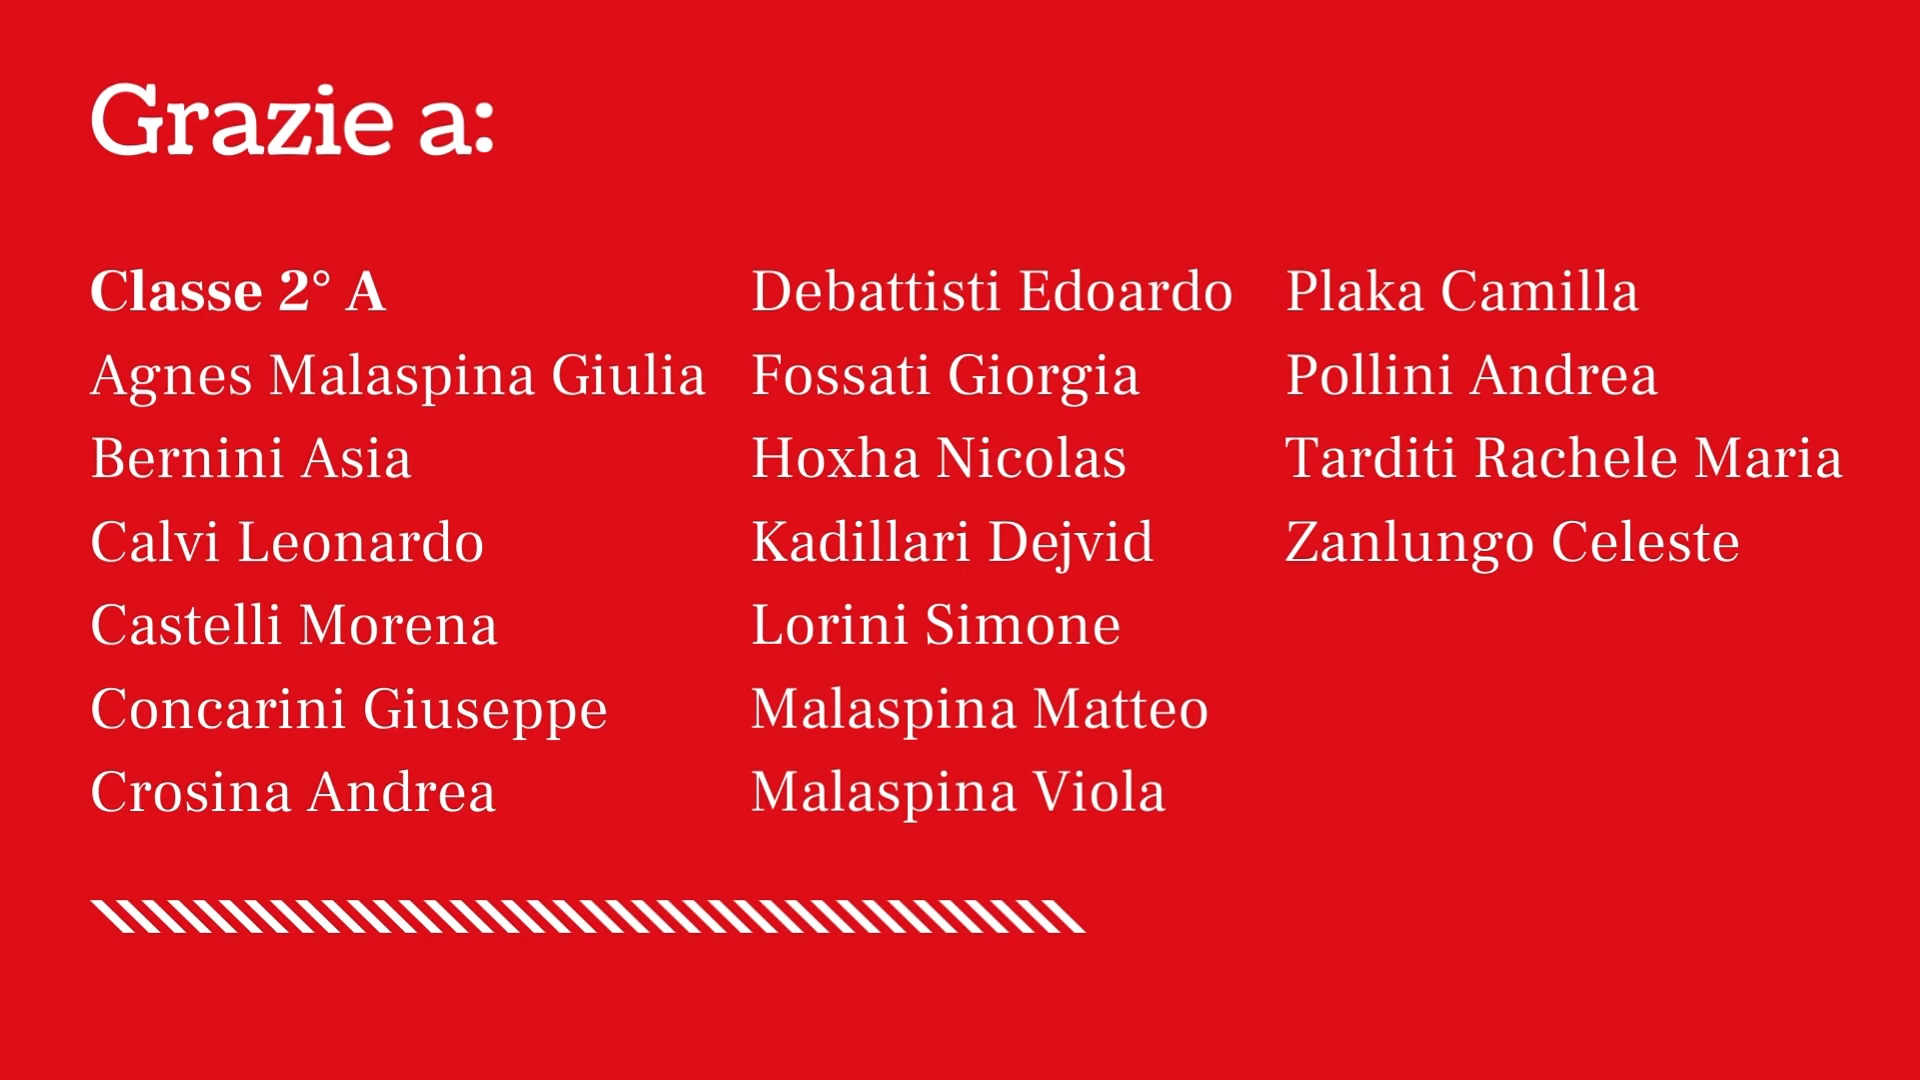 Grazie a:
Classe 2° A
Agnes Malaspina Giulia
Bernini Asia
Calvi Leonardo
Castelli Morena
Concarini Giuseppe
Crosina Andrea
Debattisti Edoardo
Fossati Giorgia
Hoxha Nicolas
Kadillari Dejvid
Lorini Simone
Malaspina Matteo
Malaspina Viola
Plaka Camilla
Pollini Andrea
Tarditi Rachele Maria
Zanlungo Celeste